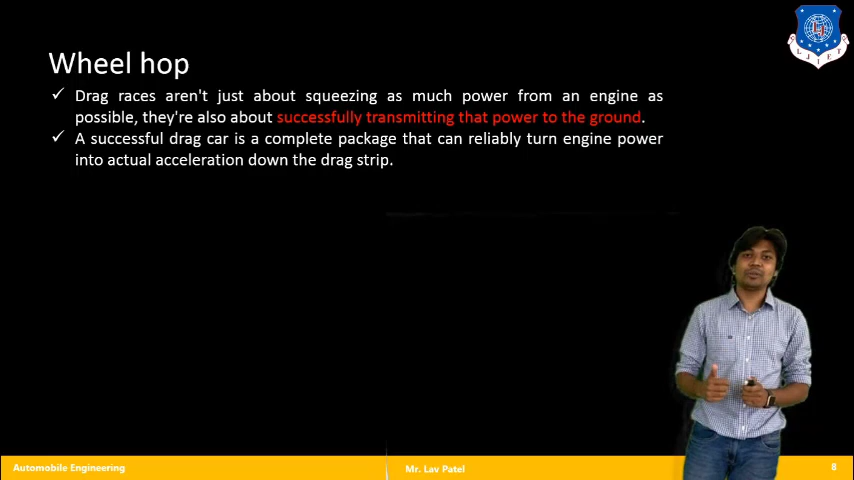 LJIET
Wheel hop
✓ Drag races aren't just about squeezing as much power from an engine as
possible, they're also about successfully transmitting that power to the ground.
✓ A successful drag car is a complete package that can reliably turn engine power
into actual acceleration down the drag strip.
Automobile Engineering
Mr. Lav Patel
8